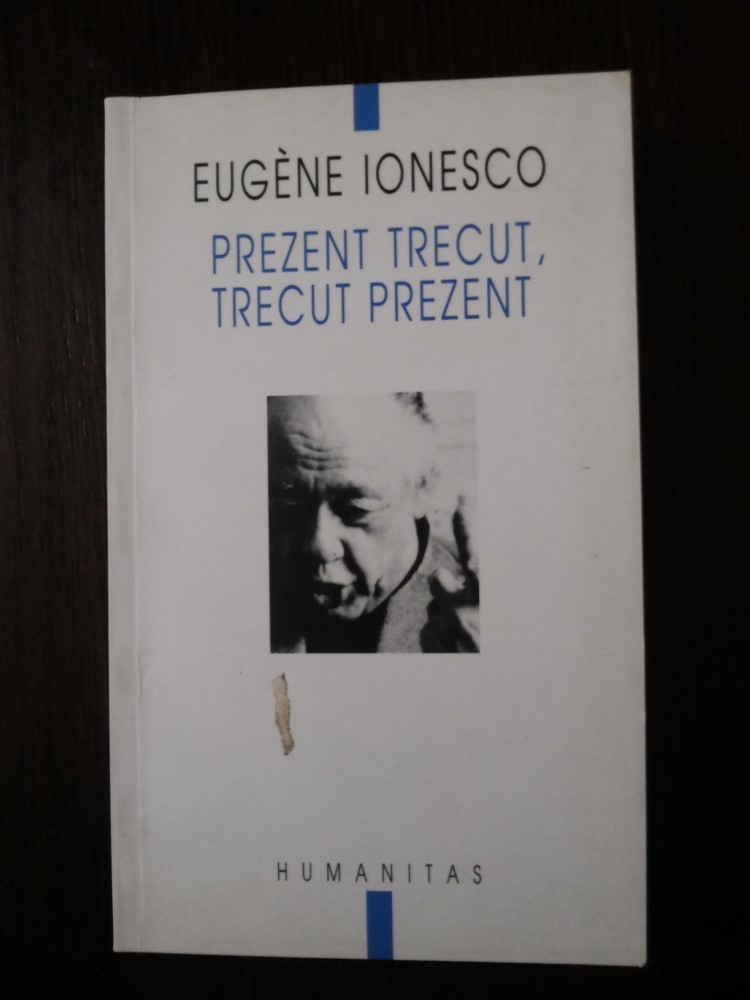 EUGÈNE IONESCO
PREZENT TRECUT,
TRECUT PREZENT
HUMANITAS